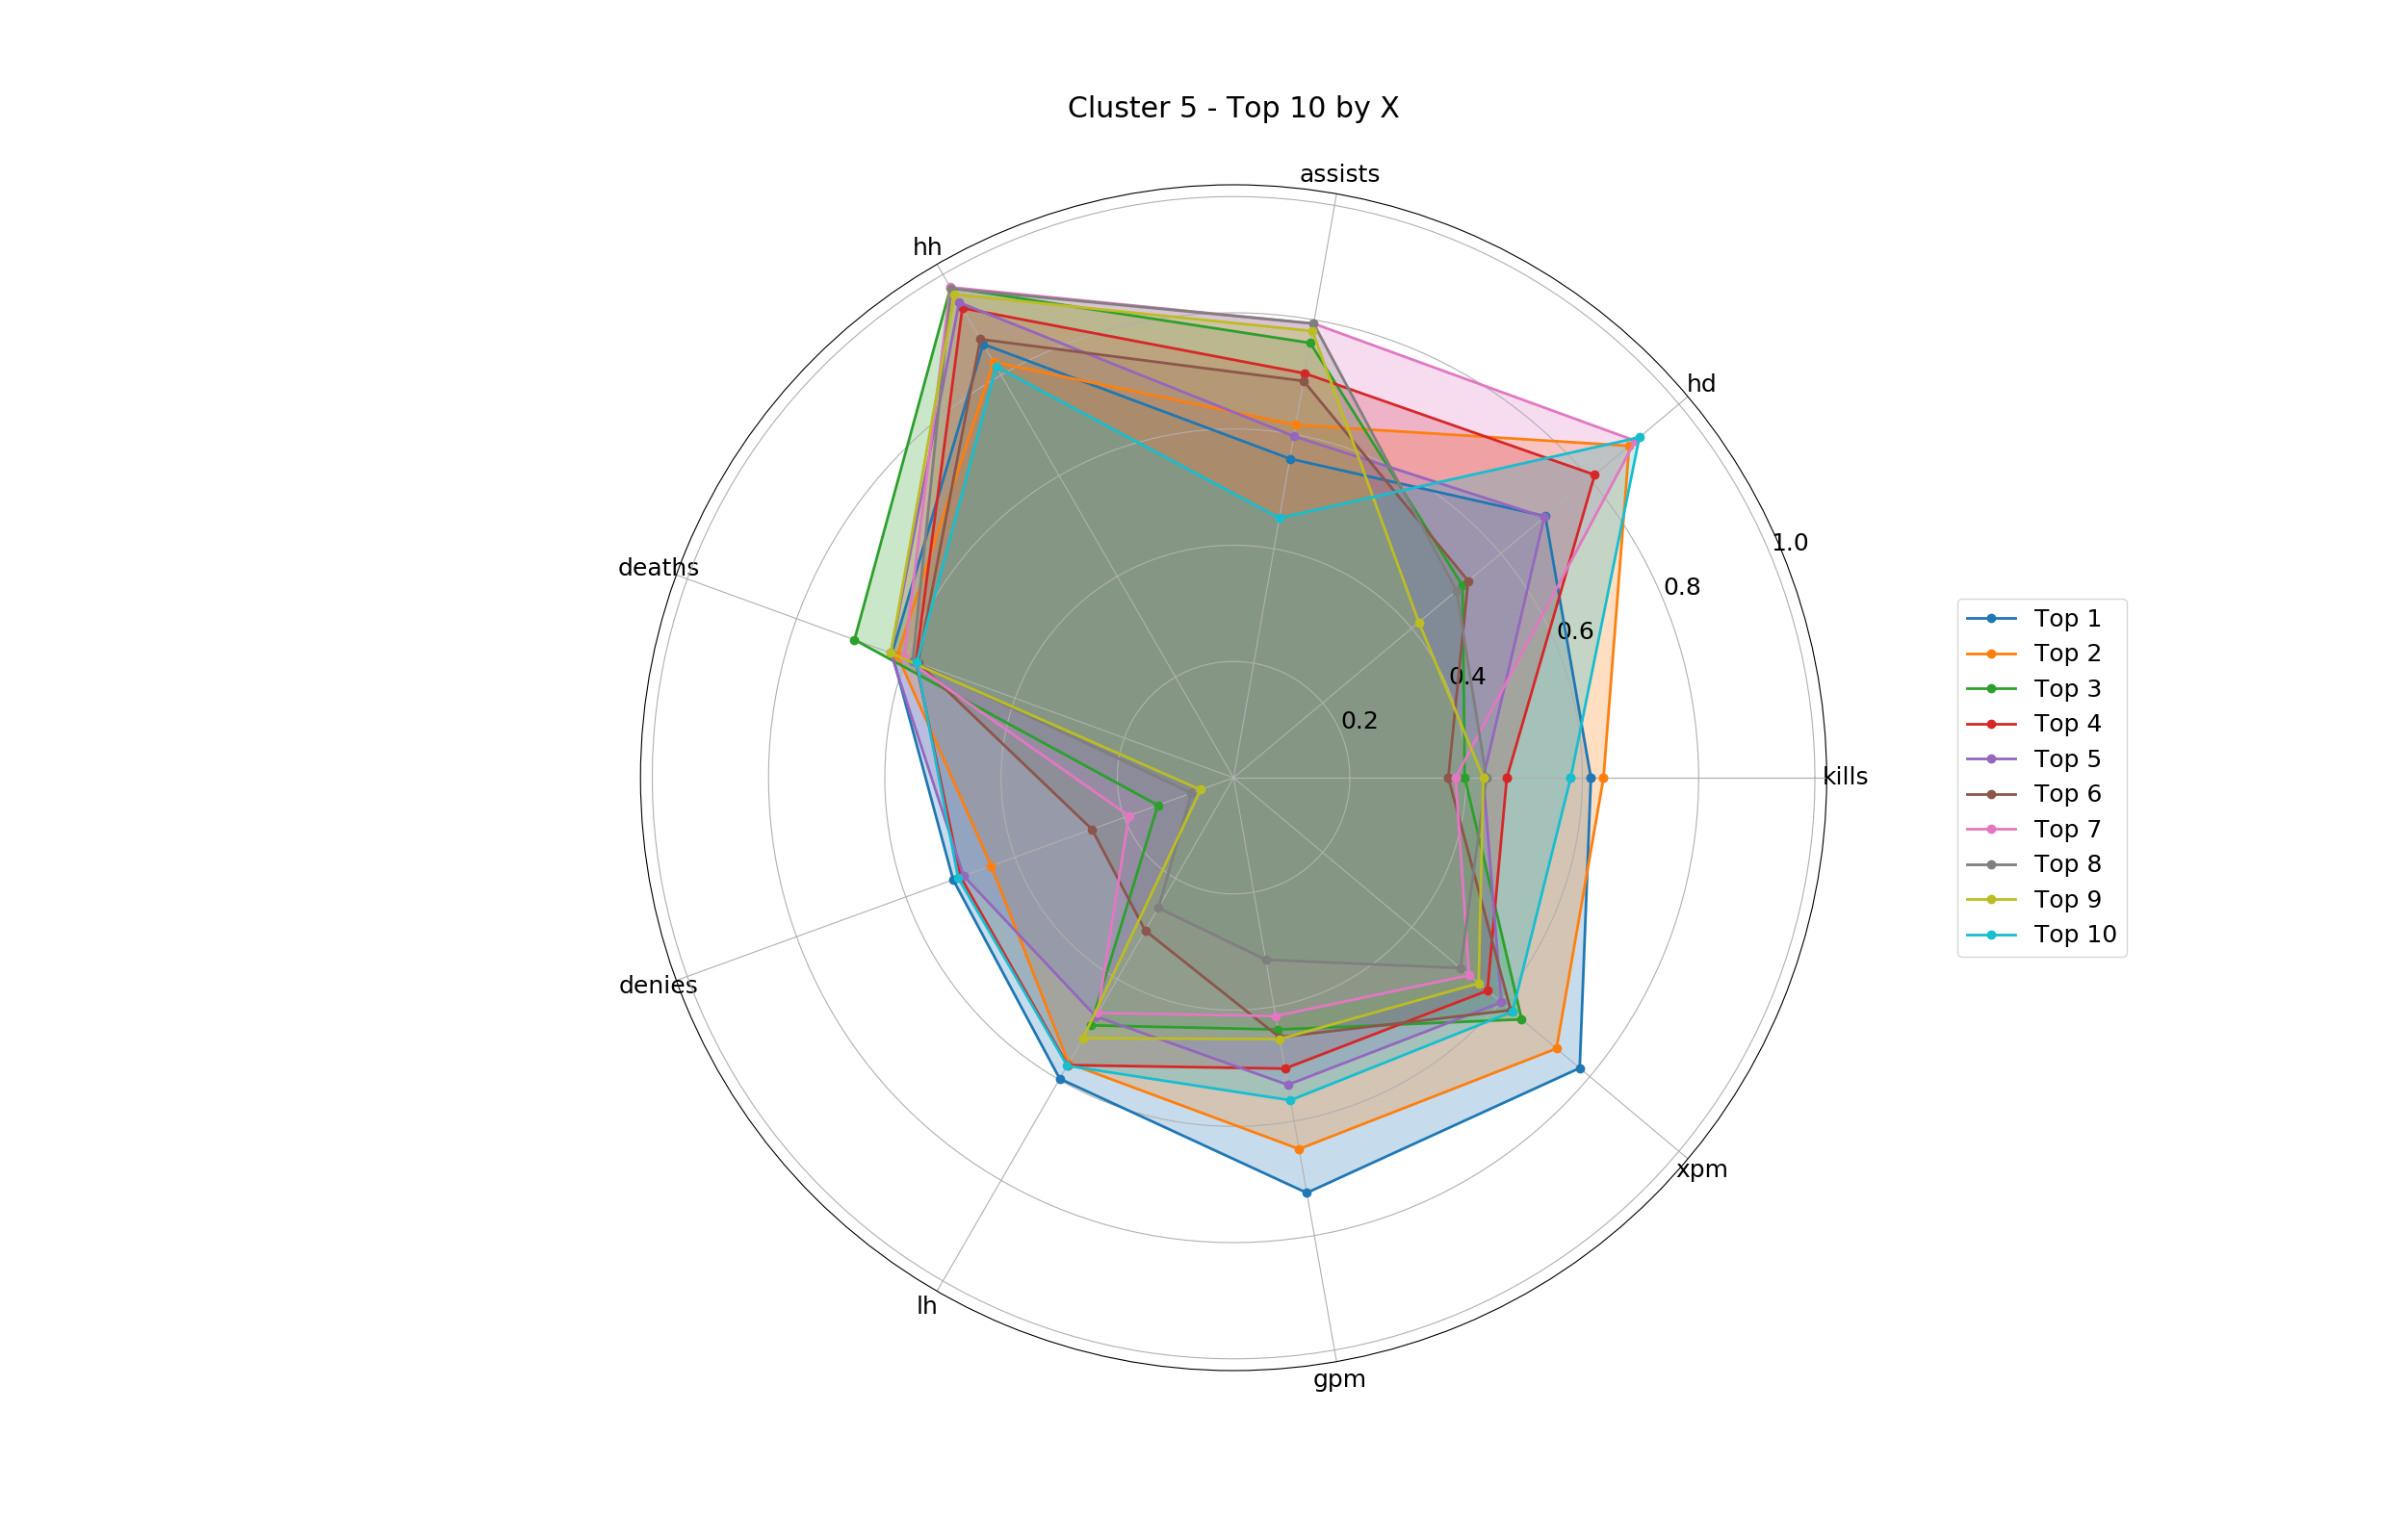 Cluster 5 - Top 10 by X
assists
hh
hd
1.0
deaths
0.8
0.6
0.4
0.2
kills
denies
xpm
lh
gpm
Top 1
Top 2
Top 3
Top 4
Top 5
Top 6
Top 7
Top 8
Top 9
Top 10